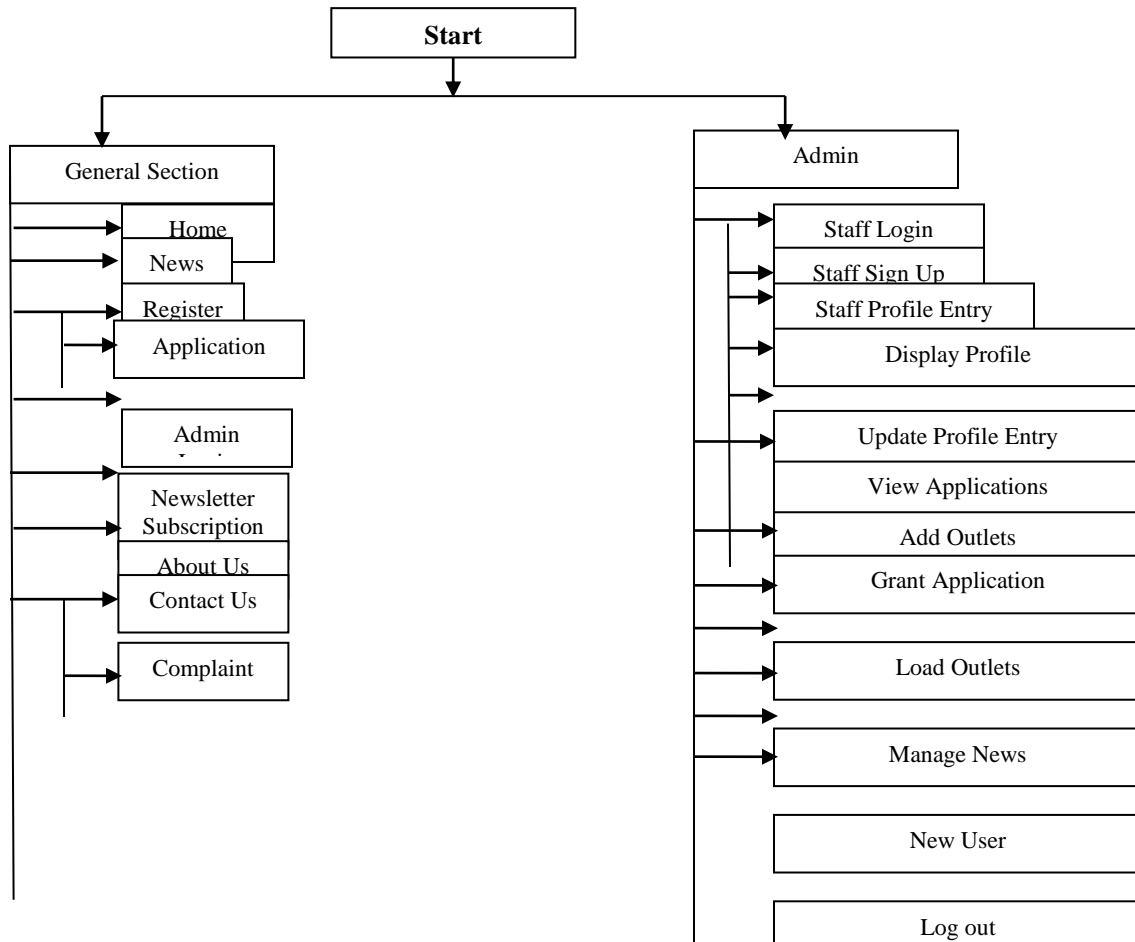 Start
General Section
Home
News
Register
Application
Admin
Newsletter
Subscription
About Us
Contact Us
Complaint
Admin
Staff Login
Staff Sign Up
Staff Profile Entry
Display Profile
Update Profile Entry
View Applications
Add Outlets
Grant Application
Load Outlets
Manage News
New User
Log out